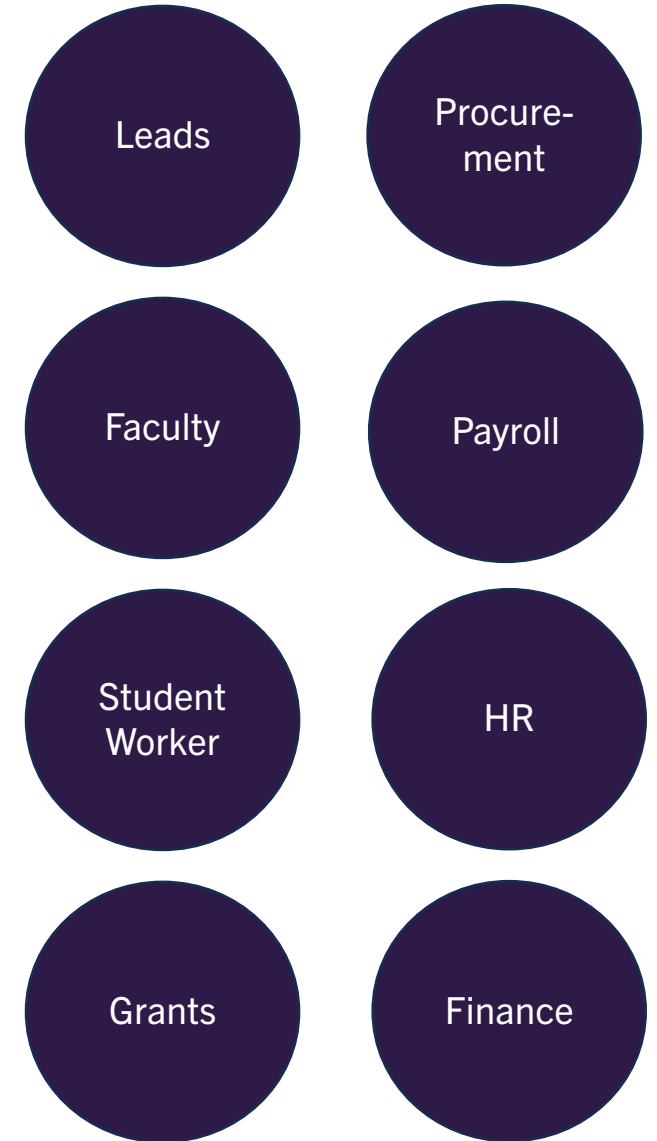 Leads
Procure-
ment
Faculty
Payroll
Student
Worker
HR
Grants
Finance